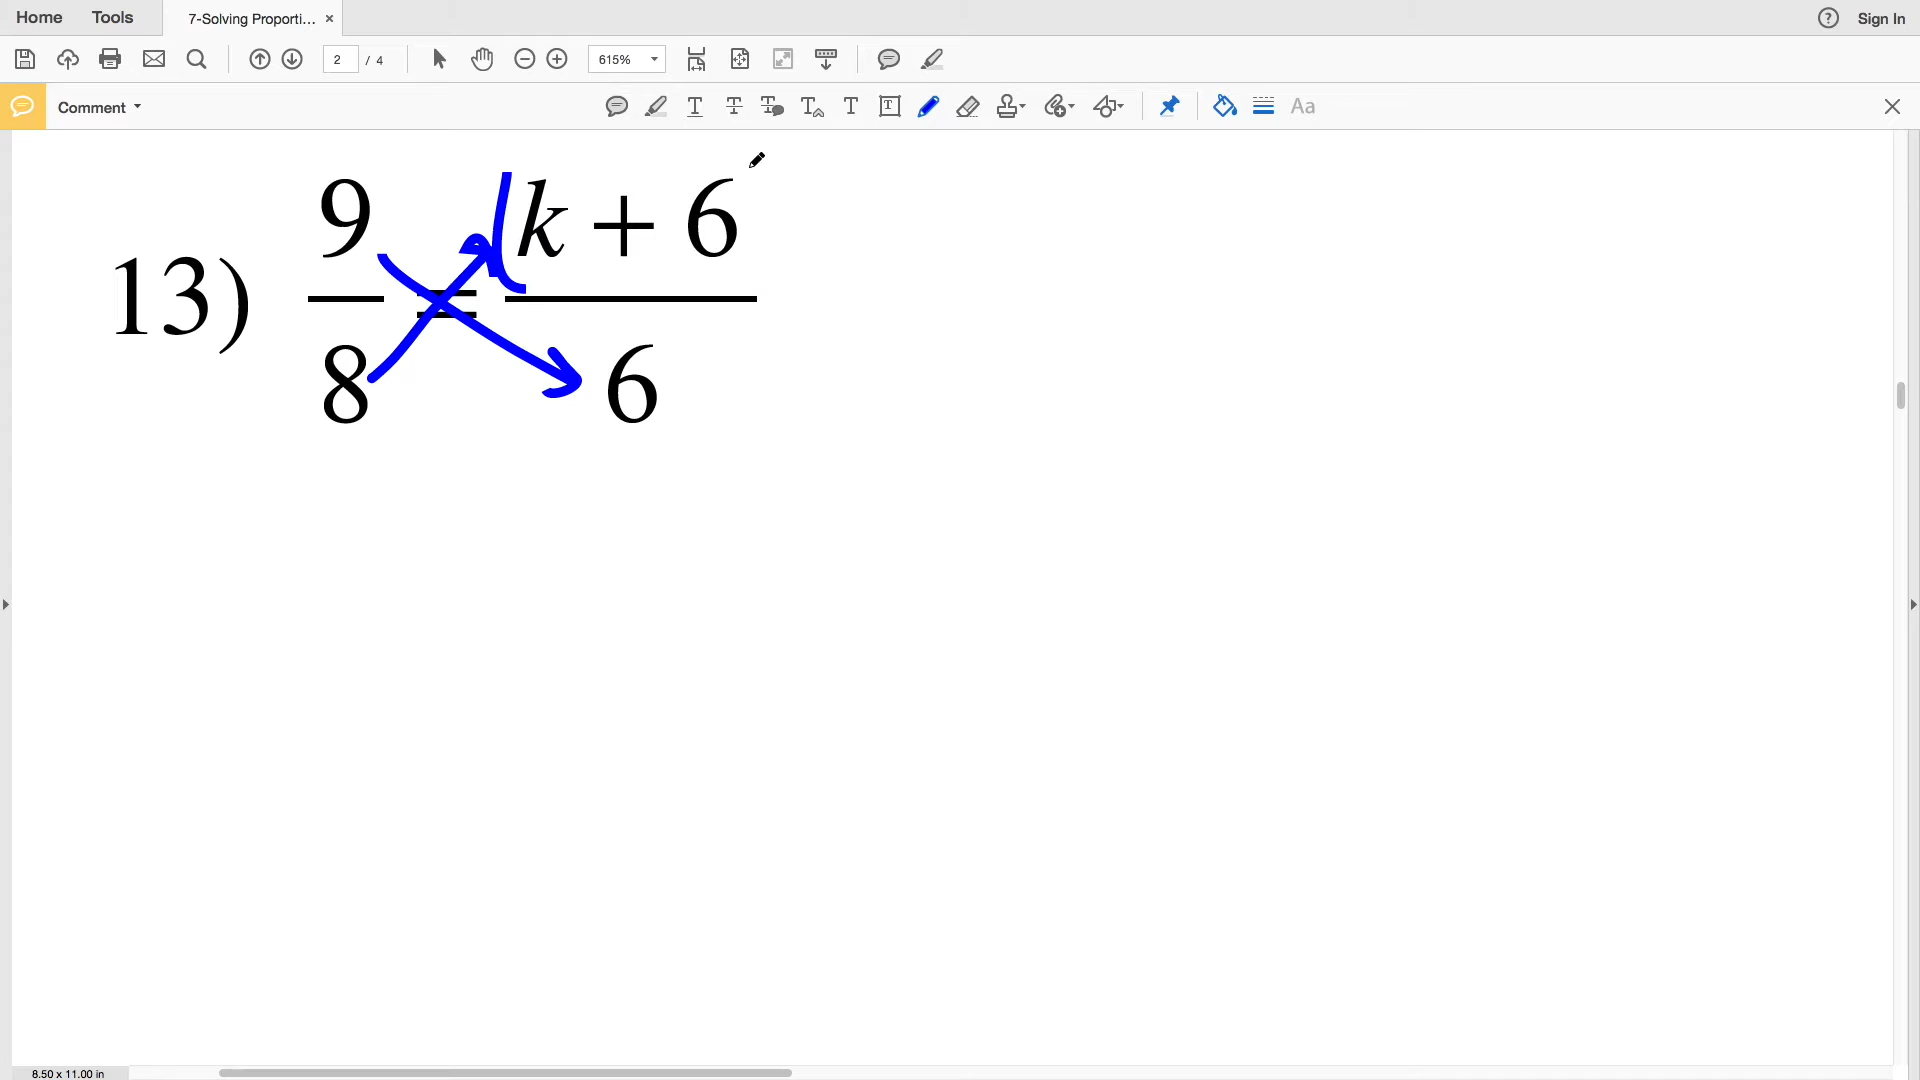 Home Tools 7-Solving Proporti... × ? Sign In
2 / 4 615%
Comment Aa
13) 9/8 = (k + 6/6
8.50 x 11.00 in